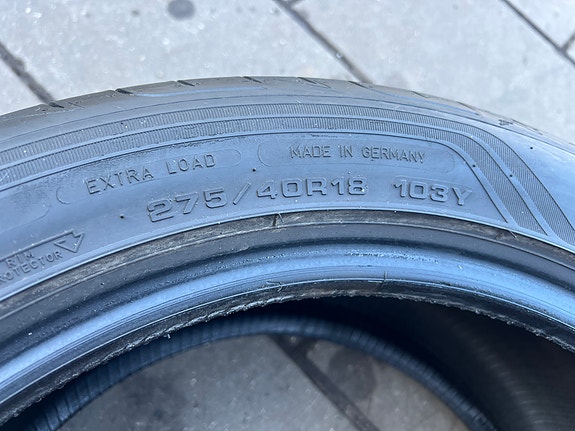 EXTRA LOAD
MADE IN GERMANY
275/40R18 103Y
RIM
PROTECTOR